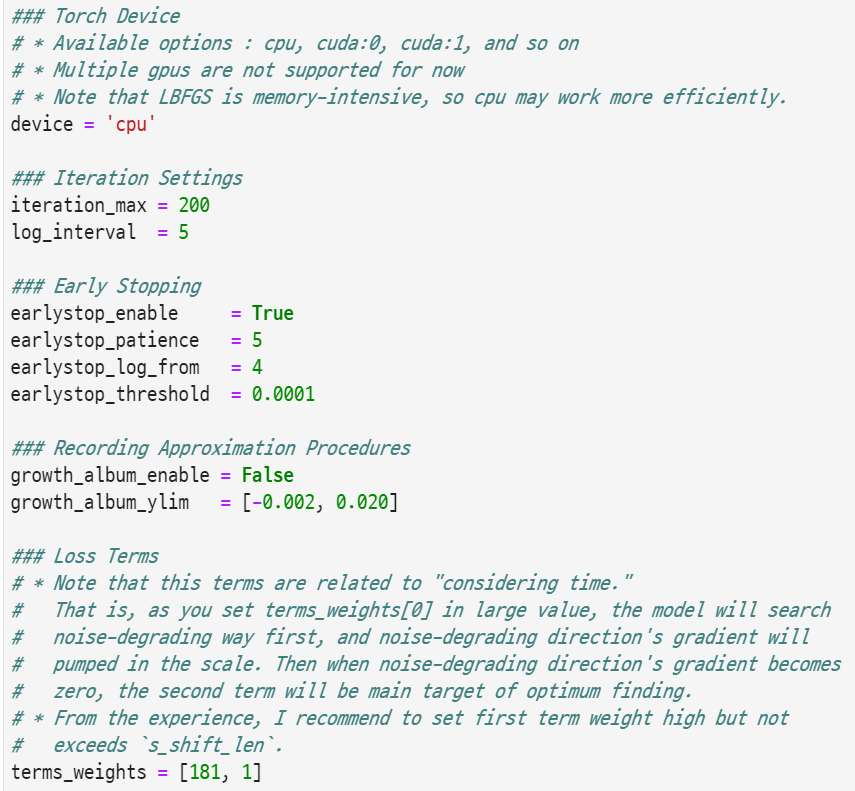 ### Torch Device
# * Available options : cpu, cuda:0, cuda:1, and so on
# * Multiple gpus are not supported for now
# * Note that LBFGS is memory-intensive, so cpu may work more efficiently.
device = 'cpu'
### Iteration Settings
iteration_max = 200
log_interval  = 5
### Early Stopping
earlystop_enable     = True
earlystop_patience   = 5
earlystop_log_from   = 4
earlystop_threshold  = 0.0001
### Recording Approximation Procedures
growth_album_enable = False
growth_album_ylim   = [-0.002, 0.020]
### Loss Terms
# * Note that this terms are related to "considering time."
#   That is, as you set terms_weights[0] in large value, the model will search
#   noise-degrading way first, and noise-degrading direction's gradient will
#   pumped in the scale. Then when noise-degrading direction's gradient becomes
#   zero, the second term will be main target of optimum finding.
# * From the experience, I recommend to set first term weight high but not
#   exceeds `s_shift_len`.
terms_weights = [181, 1]